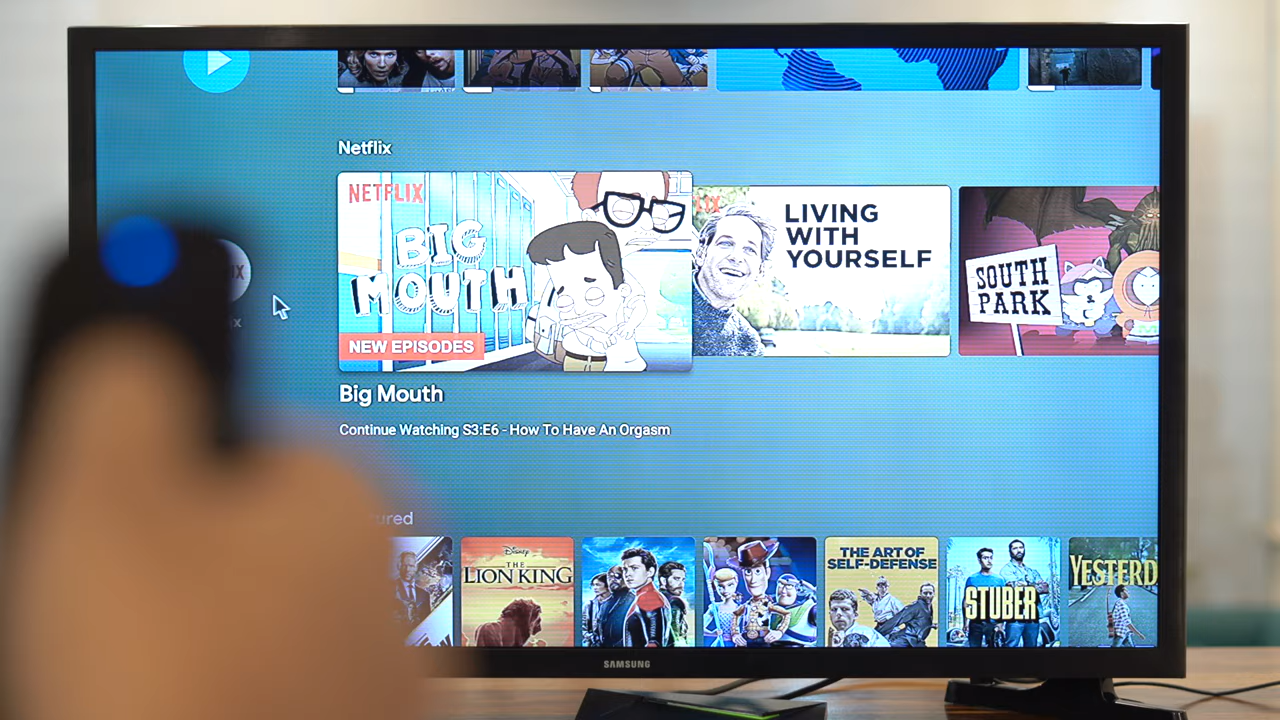 Netflix
NETFLIX
BIG
MOUTH
NEW EPISODES
LIVING
WITH
YOURSELF
SOUTH
PARK
Big Mouth
Continue Watching S3:E6 - How To Have An Orgasm
Disney
THE
LION KING
THE ART OF
SELF-DEFENSE
STUBER
YESTERD
SAMSUNG